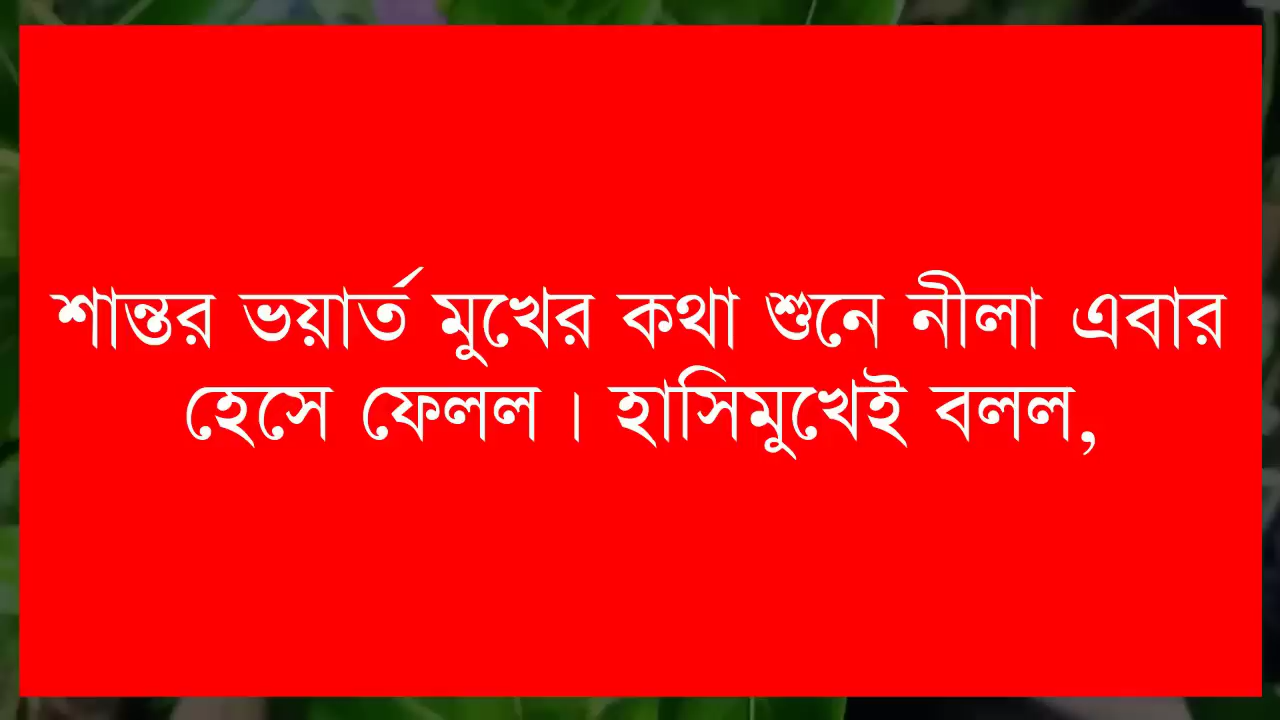 শান্তর ভয়ার্ত মুখের কথা শুনে নীলা এবার
হেসে ফেলল। হাসিমুখেই বলল,